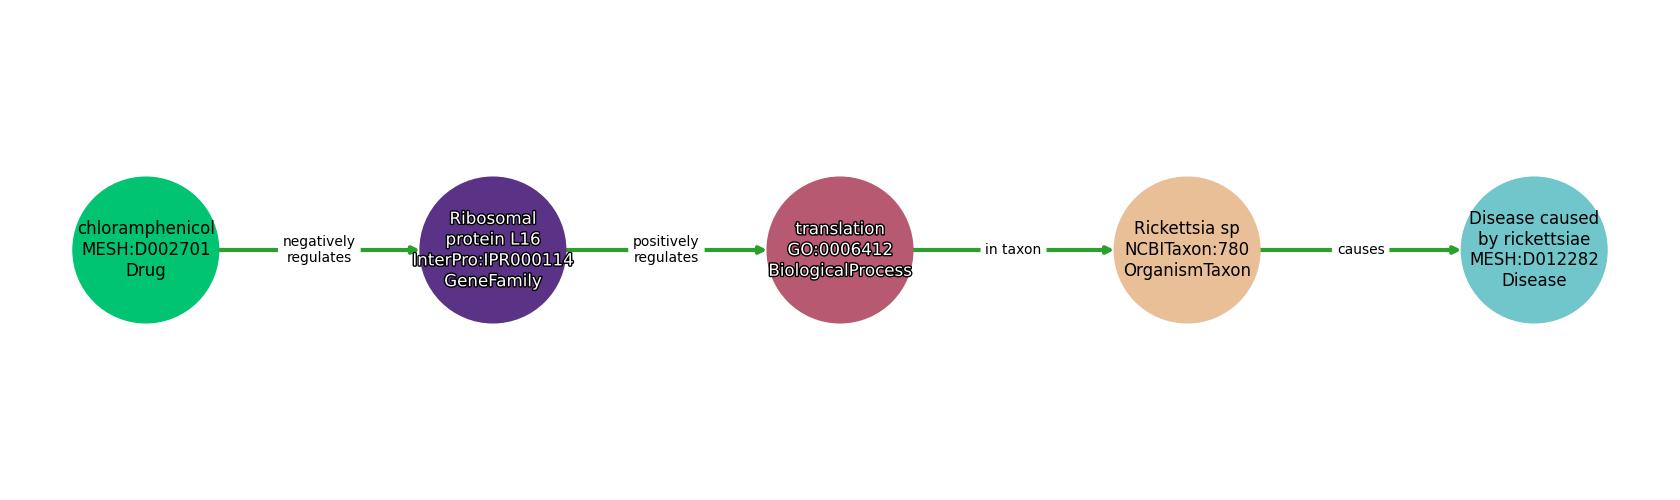 chloramphenicol
MESH:D002701
Drug
negatively
regulates
Ribosomal
protein L16
InterPro:IPR000114
GeneFamily
positively
regulates
translation
GO:0006412
BiologicalProcess
in taxon
Rickettsia sp
NCBITaxon:780
OrganismTaxon
causes
Disease caused
by rickettsiae
MESH:D012282
Disease